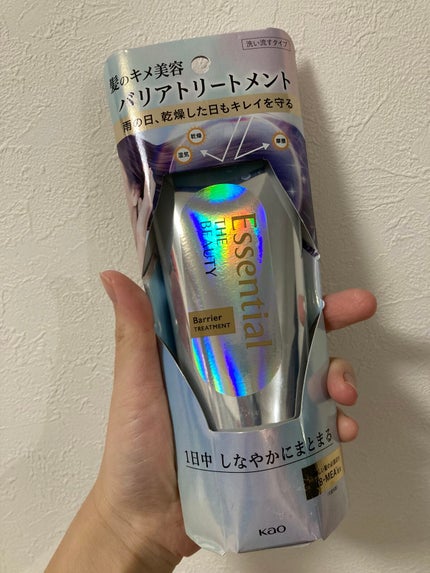 洗い流すタイプ
髪のキメ美容
バリアトリートメント
雨の日、乾燥した日もキレイを守る
乾燥
湿気
摩擦
Essential
THE
BEAUTY
Barrier
TREATMENT
1日中 しなやかにまとまる
Kao